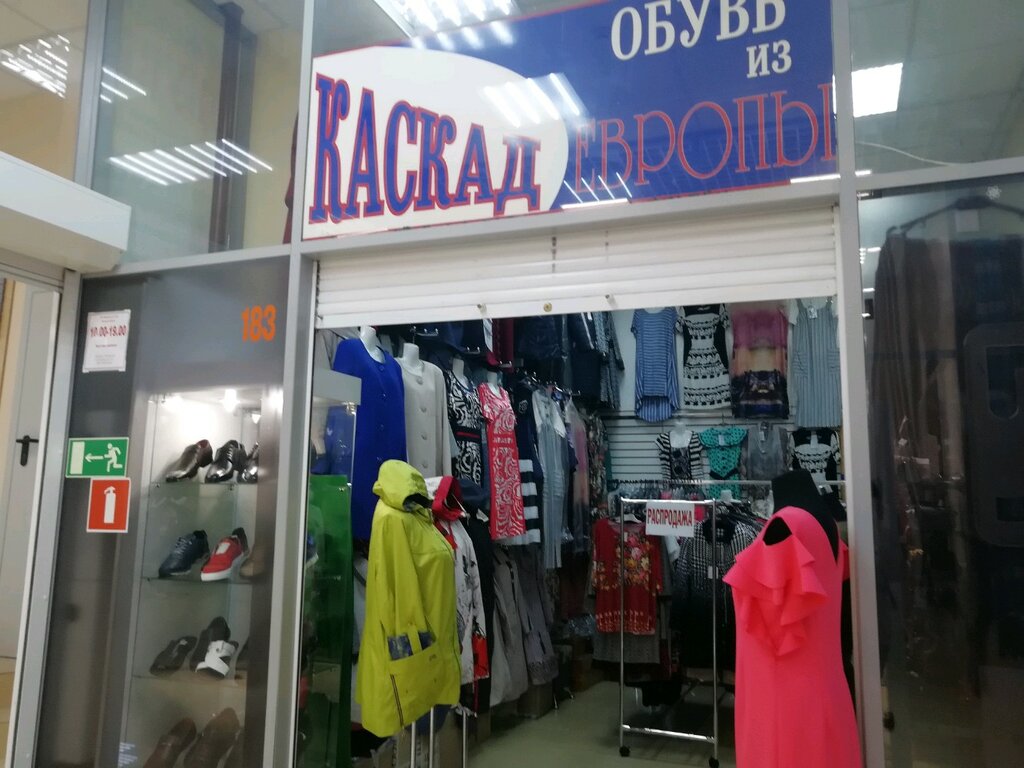 ОБУВЬ
ИЗ
КАСКАД
ЕВРОПЫ
183
10.00-18.00
РАСПРОДАЖА